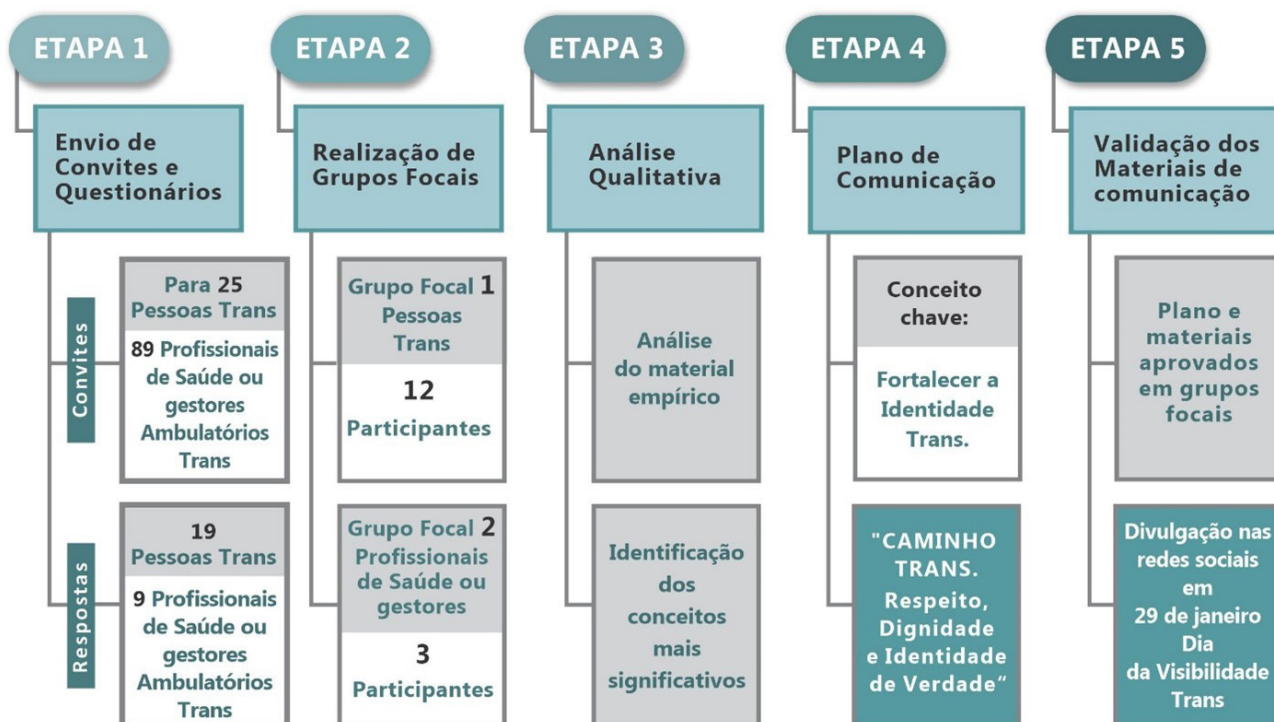 ETAPA 1
Envio de
Convites e
Questionários
Convites
Para 25
Pessoas Trans
89 Profissionais
de Saúde ou
gestores
Ambulatórios
Trans
Respostas
19
Pessoas Trans
9 Profissionais
de Saúde ou
gestores
Ambulatórios
Trans
ETAPA 2
Realização de
Grupos Focais
Grupo Focal 1
Pessoas
Trans
12
Participantes
Grupo Focal 2
Profissionais
de Saúde ou
gestores
3
Participantes
ETAPA 3
Análise
Qualitativa
Análise
do material
empírico
Identificação
dos
conceitos
mais
significativos
ETAPA 4
Plano de
Comunicação
Conceito
chave:
Fortalecer a
Identidade
Trans.
"CAMINHO
TRANS.
Respeito,
Dignidade
e Identidade
de Verdade“
ETAPA 5
Validação dos
Materiais de
comunicação
Plano e
materiais
aprovados
em grupos
focais
Divulgação nas
redes sociais
em
29 de janeiro
Dia
da Visibilidade
Trans